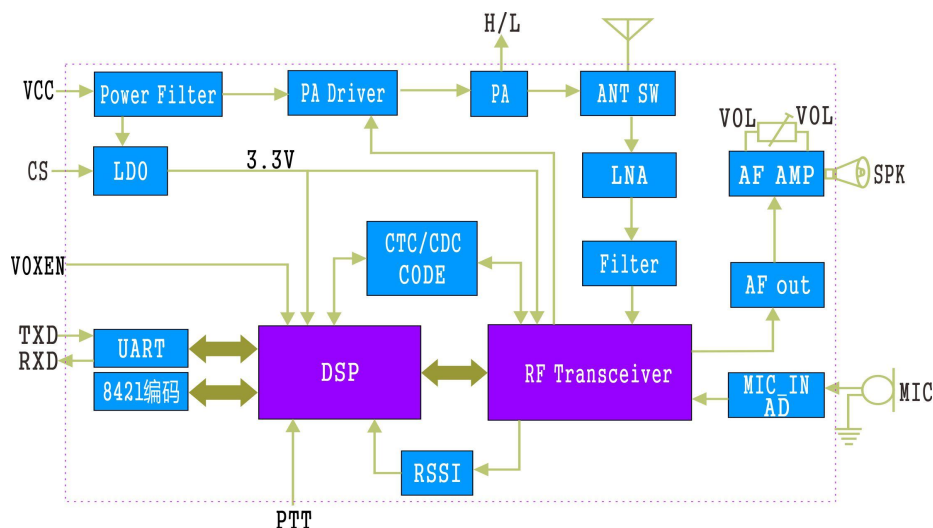 H/L
VCC
Power Filter
PA Driver
PA
ANT SW
VOL
VOL
CS
LDO
3.3V
LNA
AF AMP
SPK
VOXEN
CTC/CDC
CODE
Filter
AF out
TXD
RXD
UART
8421编码
DSP
RF Transceiver
MIC_IN
AD
MIC
RSSI
PTT